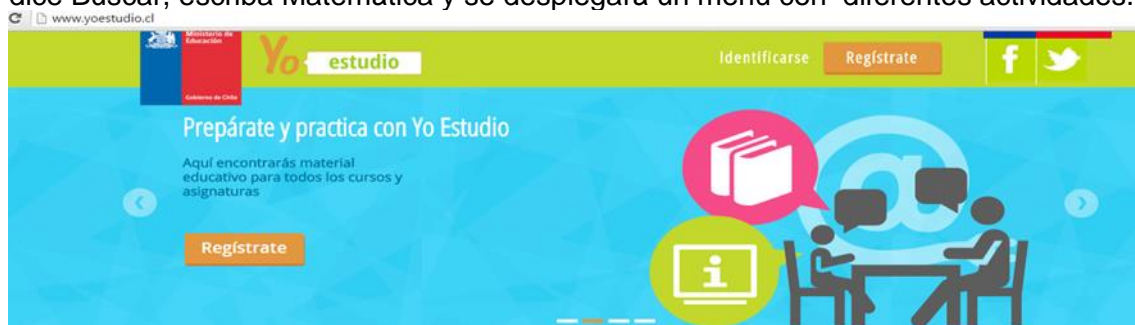 dice Buscar, escriba Matemática y se desplegará un menú con diferentes actividades.
www.yoestudio.cl
Ministerio de
Educación
Gobierno de Chile
Yo estudio
Identificarse Regístrate
f
Prepárate y practica con Yo Estudio
Aquí encontrarás material
educativo para todos los cursos y
asignaturas
Regístrate
@
i